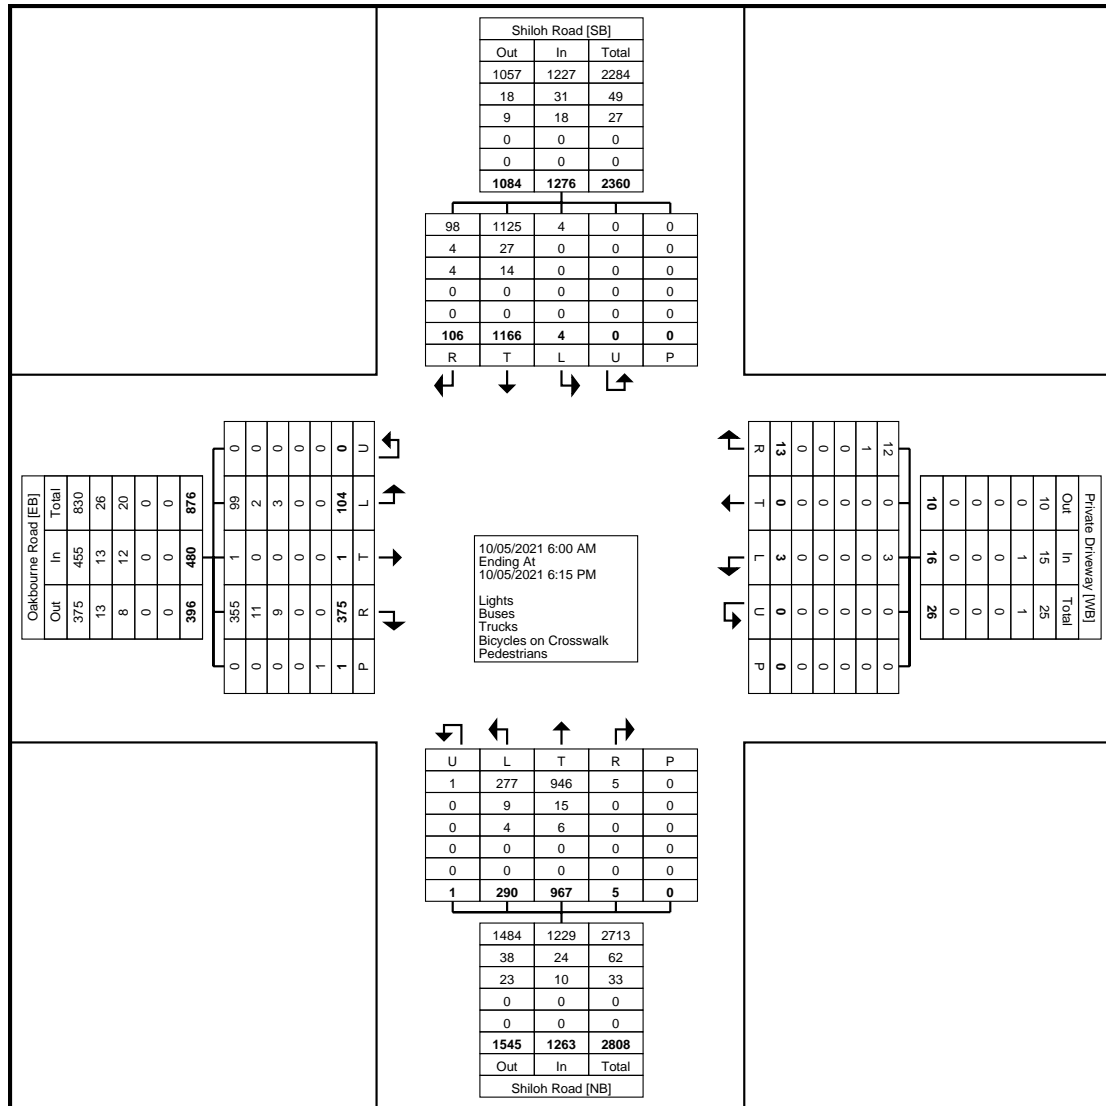 Shiloh Road [SB]
Out In Total
1057 1227 2284
18 31 49
9 18 27
0 0 0
0 0 0
1084 1276 2360
98 1125 4 0 0
4 27 0 0 0
4 14 0 0 0
0 0 0 0 0
0 0 0 0 0
106 1166 4 0 0
R T L U P
Oakbourne Road [EB]
Total In Out
830 455 375
26 13 13
20 12 8
0 0 0
0 0 0
876 480 396
0 99 1 355 0
0 2 0 11 0
0 3 0 9 0
0 0 0 0 0
0 0 0 0 1
0 104 1 375 1
U L T R P
10/05/2021 6:00 AM
Ending At
10/05/2021 6:15 PM
Lights
Buses
Trucks
Bicycles on Crosswalk
Pedestrians
Private Driveway [WB]
Out In Total
10 15 25
0 1 1
0 0 0
0 0 0
0 0 0
10 16 26
12 0 3 0 0
1 0 0 0 0
0 0 0 0 0
0 0 0 0 0
0 0 0 0 0
13 0 3 0 0
R T L U P
U L T R P
1 277 946 5 0
0 9 15 0 0
0 4 6 0 0
0 0 0 0 0
0 0 0 0 0
1 290 967 5 0
1484 1229 2713
38 24 62
23 10 33
0 0 0
0 0 0
1545 1263 2808
Out In Total
Shiloh Road [NB]